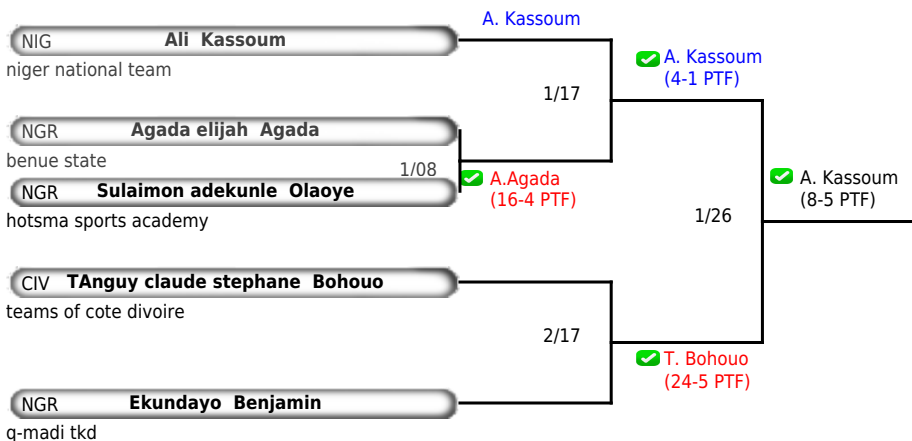 A. Kassoum
NIG Ali Kassoum
niger national team
A. Kassoum
(4-1 PTF)
1/17
NGR Agada elijah Agada
benue state
1/08
A.Agada
(16-4 PTF)
NGR Sulaimon adekunle Olaoye
hotsma sports academy
A. Kassoum
(8-5 PTF)
1/26
CIV TAnguy claude stephane Bohouo
teams of cote divoire
2/17
T. Bohouo
(24-5 PTF)
NGR Ekundayo Benjamin
q-madi tkd